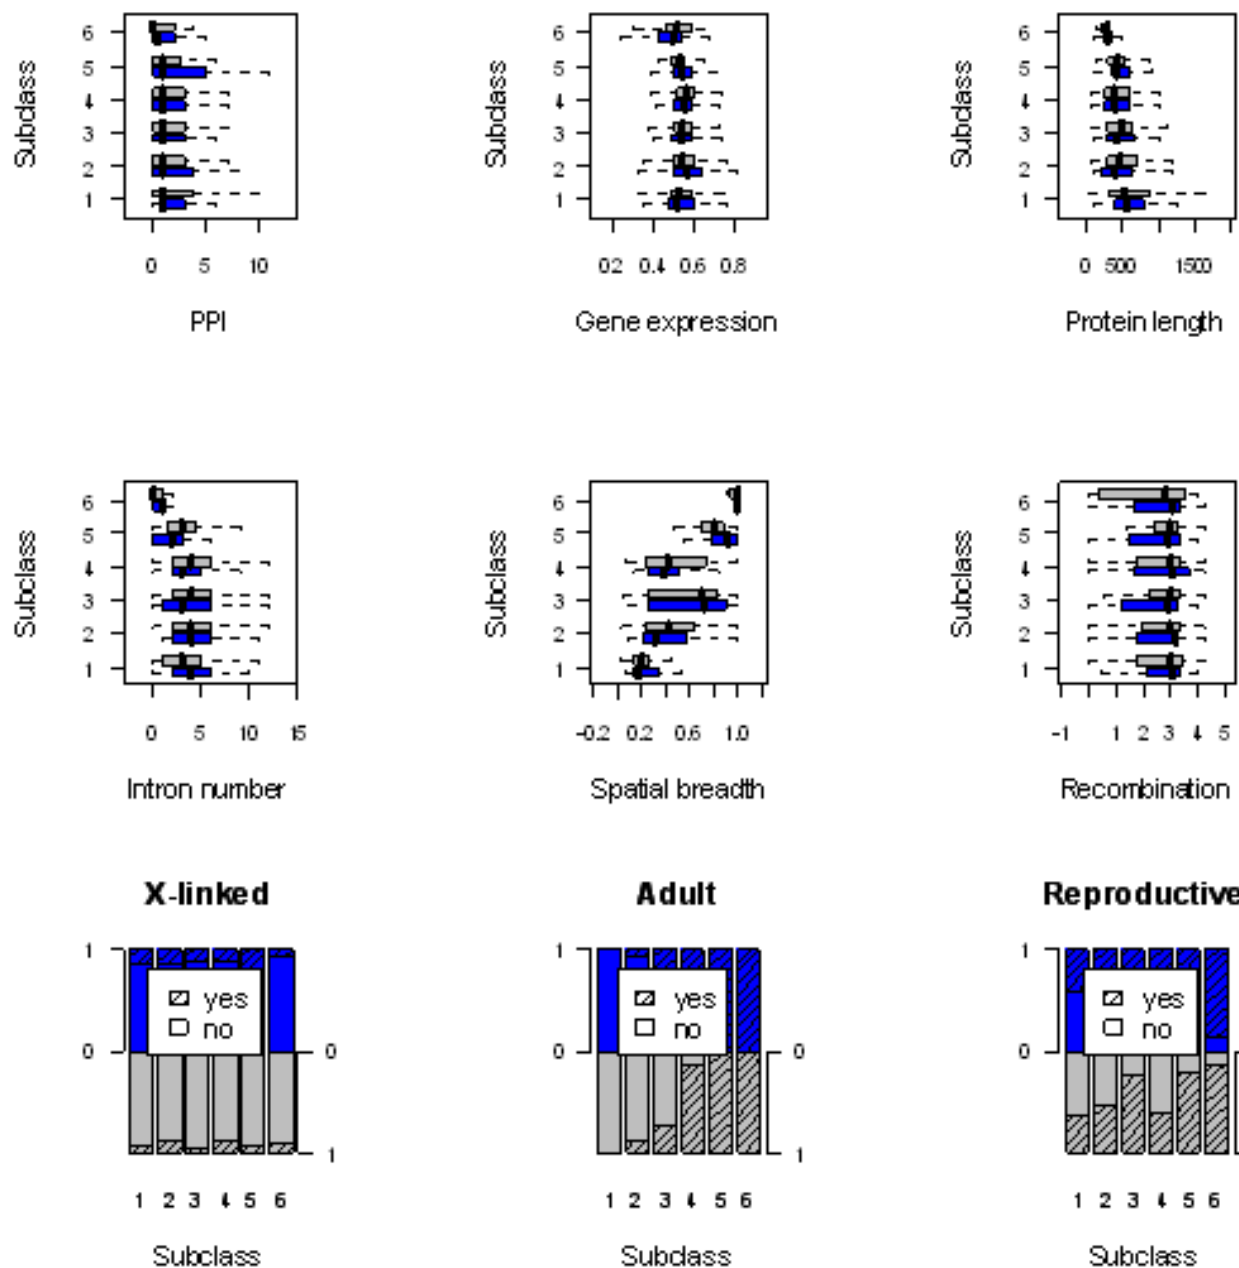 Subclass
6
5
4
3
2
1
0 5 10
PPI
Subclass
6
5
4
3
2
1
02 0.4 0.6 0.8
Gene expression
Subclass
6
5
4
3
2
1
0 500 1500
Protein length
Subclass
6
5
4
3
2
1
0 5 10 15
Intron number
Subclass
6
5
4
3
2
1
-0.2 0.2 0.6 1.0
Spatial breadth
Subclass
6
5
4
3
2
1
-1 1 2 3 4 5
Recombination
X-linked
1
yes
no
0 0
1
1 2 3 4 5 6
Subclass
Adult
1
yes
no
0 0
1
1 2 3 4 5 6
Subclass
Reproductive
1
yes
no
0
1 2 3 4 5 6
Subclass